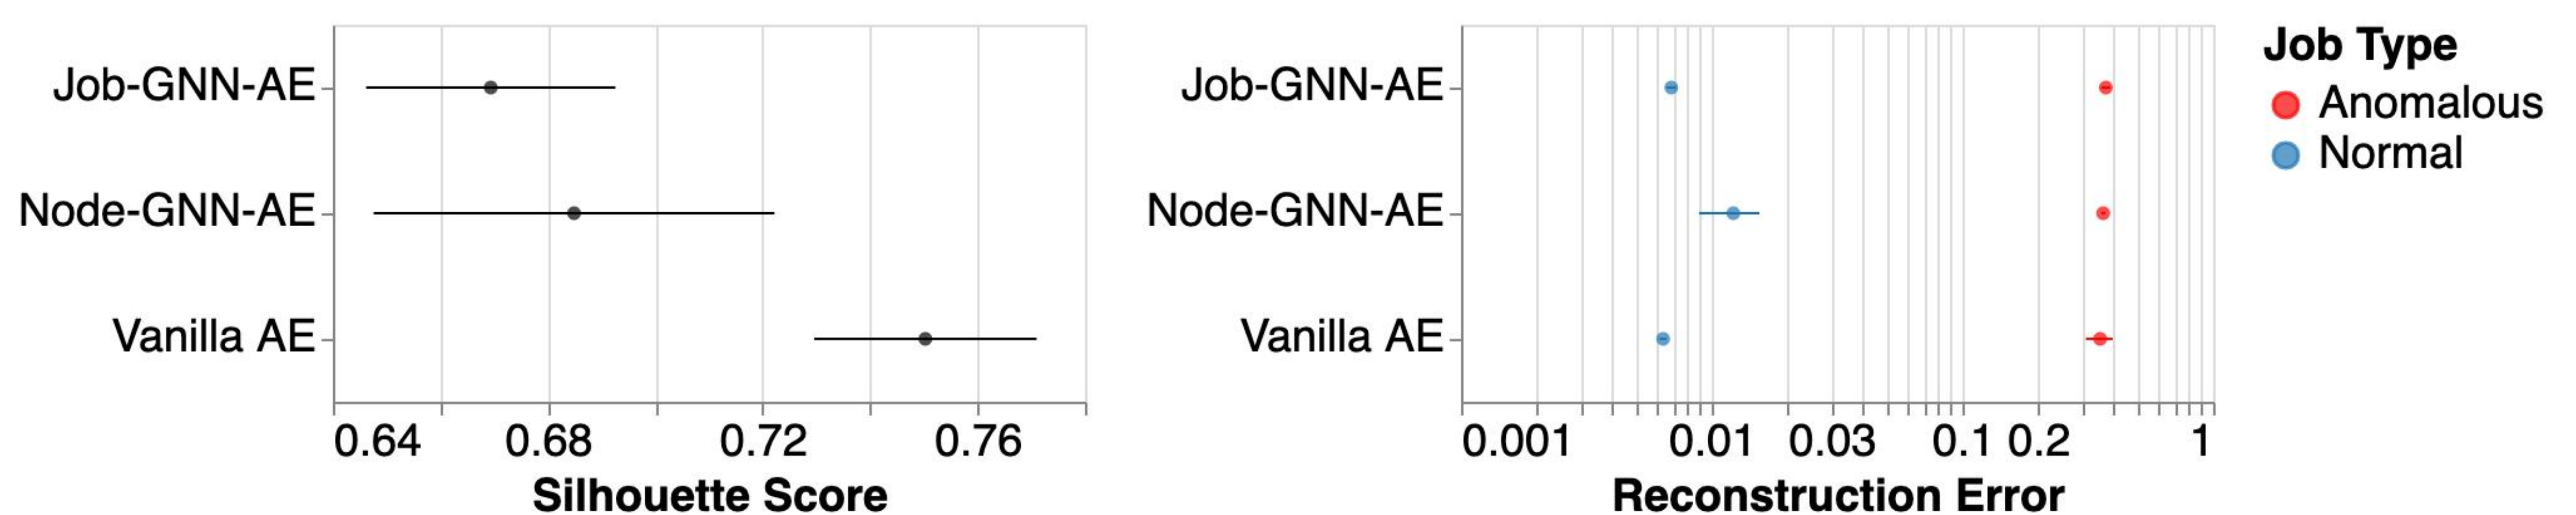 Job-GNN-AE
Node-GNN-AE
Vanilla AE
0.64 0.68 0.72 0.76
Silhouette Score
Job-GNN-AE
Node-GNN-AE
Vanilla AE
0.001 0.01 0.03 0.1 0.2 1
Reconstruction Error
Job Type
Anomalous
Normal